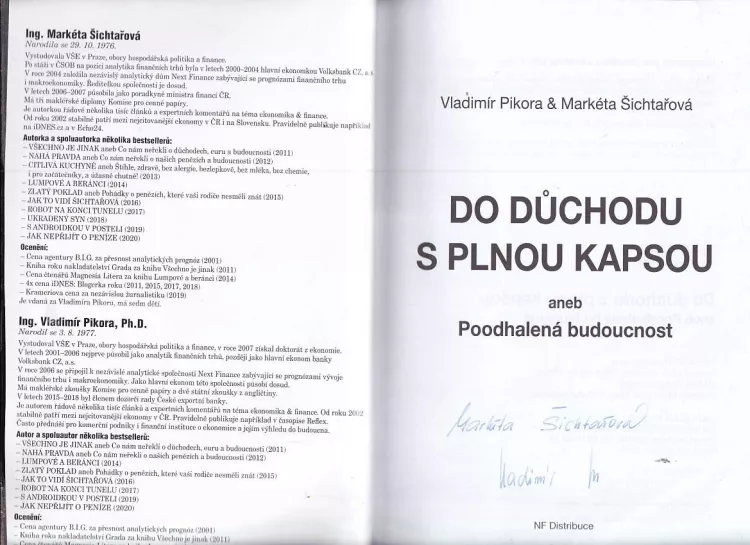 Ing. Markéta Šichtařová
Narodila se 29. 10. 1976.
Vystudovala VŠE v Praze, obory hospodářská politika a finance.
Po stáži v ČSOB na pozici analytika finančních trhů byla v letech 2000–2004 hlavní ekonomkou Volksbank CZ, a.s.
V roce 2004 založila nezávislý analytický dům Next Finance zabývající se prognózami finančního trhu
i makroekonomiky. Ředitelkou společnosti je dosud.
V letech 2006–2007 působila jako poradkyně ministra financí ČR.
Má tři makléřské diplomy Komise pro cenné papíry.
Je autorkou řádově několika tisíc článků a expertních komentářů na téma ekonomika & finance.
Od roku 2002 stabilně patří mezi nejcitovanější ekonomy v ČR i na Slovensku. Pravidelně publikuje například
na iDNES.cz a v Echo24.
Autorka a spoluautorka několika bestsellerů:
– VŠECHNO JE JINAK aneb Co nám neřekli o důchodech, euru a budoucnosti (2011)
– NAHÁ PRAVDA aneb Co nám neřekli o našich penězích a budoucnosti (2012)
– CITLIVÁ KUCHYNĚ aneb Štíhle, zdravě, bez alergie, bezlepkově, bez mléka, bez chemie,
i pro začátečníky, a úžasně chutně! (2013)
– LUMPOVÉ A BERÁNCI (2014)
– ZLATÝ POKLAD aneb Pohádky o penězích, které vaši rodiče nesměli znát (2015)
– JAK TO VIDÍ ŠICHTAŘOVÁ (2016)
– ROBOT NA KONCI TUNELU (2017)
– UKRADENÝ SYN (2018)
– S ANDROIDKOU V POSTELI (2019)
– JAK NEPŘIJÍT O PENÍZE (2020)
Ocenění:
– Cena agentury B.I.G. za přesnost analytických prognóz (2001)
– Kniha roku nakladatelství Grada za knihu Všechno je jinak (2011)
– Cena čtenářů Magnesia Litera za knihu Lumpové a beránci (2014)
– 4x cena iDNES: Blogerka roku (2011, 2015, 2017, 2018)
– Krameriova cena za nezávislou žurnalistiku (2019)
Je vdaná za Vladimíra Pikoru, má sedm dětí.
Ing. Vladimír Pikora, Ph.D.
Narodil se 3. 8. 1977.
Vystudoval VŠE v Praze, obory hospodářská politika a finance, v roce 2007 získal doktorát z ekonomie.
V letech 2001–2006 nejprve působil jako analytik finančních trhů, později jako hlavní ekonom banky
Volksbank CZ, a.s.
V roce 2006 se připojil k nezávislé analytické společnosti Next Finance zabývající se prognózami vývoje
finančního trhu i makroekonomiky. Jako hlavní ekonom této společnosti působí dosud.
Má makléřské zkoušky Komise pro cenné papíry a dvě státní zkoušky z angličtiny.
V letech 2015–2018 byl členem dozorčí rady České exportní banky.
Je autorem řádově několika tisíc článků a expertních komentářů na téma ekonomika & finance. Od roku 2002
stabilně patří mezi nejcitovanější ekonomy v ČR. Pravidelně publikuje například v časopise Reflex.
Často přednáší pro komerční podniky i finanční instituce o ekonomice a jejím výhledu do budoucna.
Autor a spoluautor několika bestsellerů:
– VŠECHNO JE JINAK aneb Co nám neřekli o důchodech, euru a budoucnosti (2011)
– NAHÁ PRAVDA aneb Co nám neřekli o našich penězích a budoucnosti (2012)
– LUMPOVÉ A BERÁNCI (2014)
– ZLATÝ POKLAD aneb Pohádky o penězích, které vaši rodiče nesměli znát (2015)
– JAK TO VIDÍ ŠICHTAŘOVÁ (2016)
– ROBOT NA KONCI TUNELU (2017)
– S ANDROIDKOU V POSTELI (2019)
– JAK NEPŘIJÍT O PENÍZE (2020)
Ocenění:
– Cena agentury B.I.G. za přesnost analytických prognóz (2001)
– Kniha roku nakladatelství Grada za knihu Všechno je jinak (2011)
Vladimír Pikora & Markéta Šichtařová
DO DŮCHODU
S PLNOU KAPSOU
aneb
Poodhalená budoucnost
Markéta Šichtařová
Vladimír
NF Distribuce